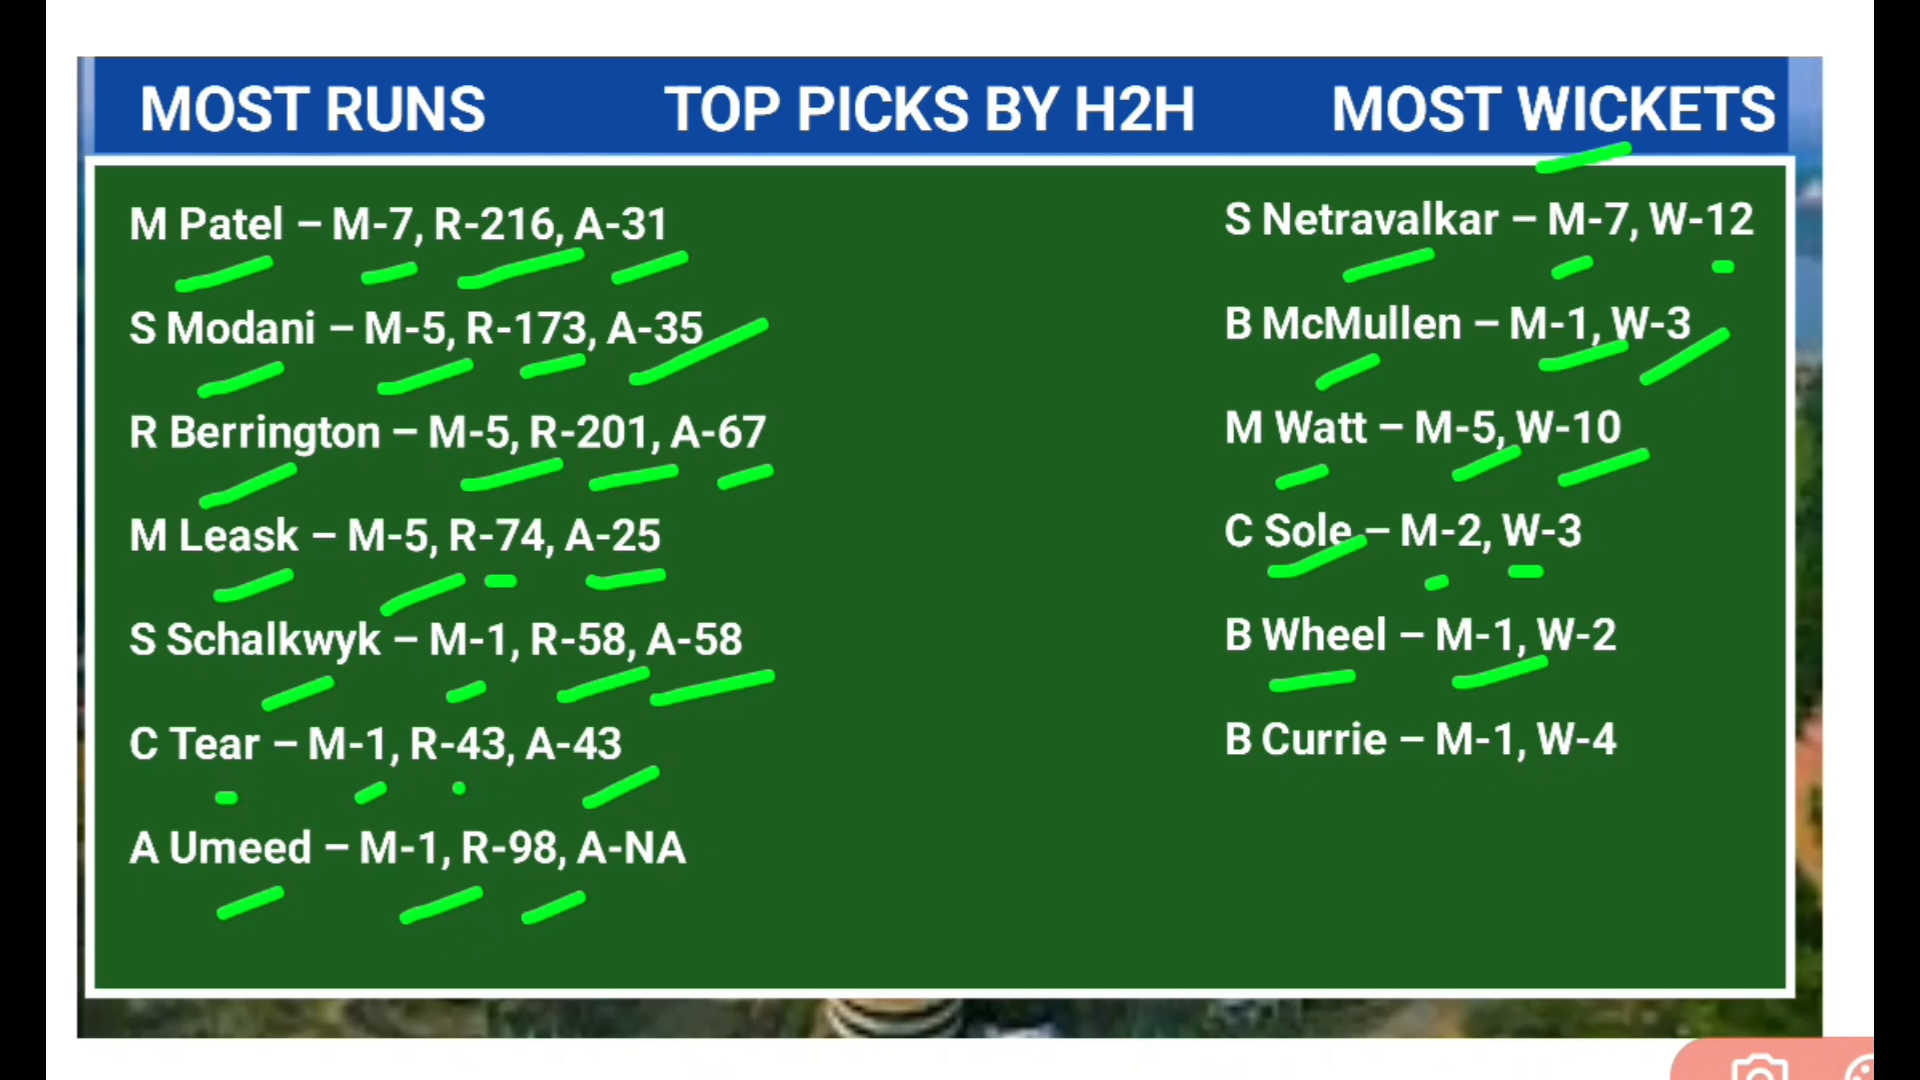 MOST RUNS TOP PICKS BY H2H MOST WICKETS
M Patel – M-7, R-216, A-31
S Modani – M-5, R-173, A-35
R Berrington – M-5, R-201, A-67
M Leask – M-5, R-74, A-25
S Schalkwyk – M-1, R-58, A-58
C Tear – M-1, R-43, A-43
A Umeed – M-1, R-98, A-NA
S Netravalkar – M-7, W-12
B McMullen – M-1, W-3
M Watt – M-5, W-10
C Sole – M-2, W-3
B Wheel – M-1, W-2
B Currie – M-1, W-4